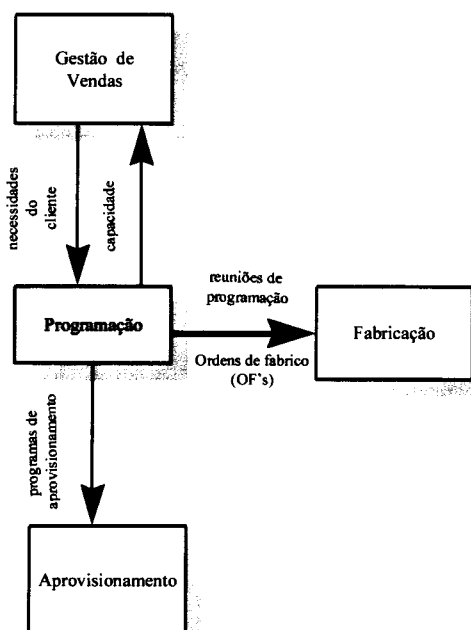 Gestão de
Vendas
necessidades
do
cliente
capacidade
reuniões de
programação
Programação
Fabricação
Ordens de fabrico
(OF's)
programas de
aprovisionamento
Aprovisionamento